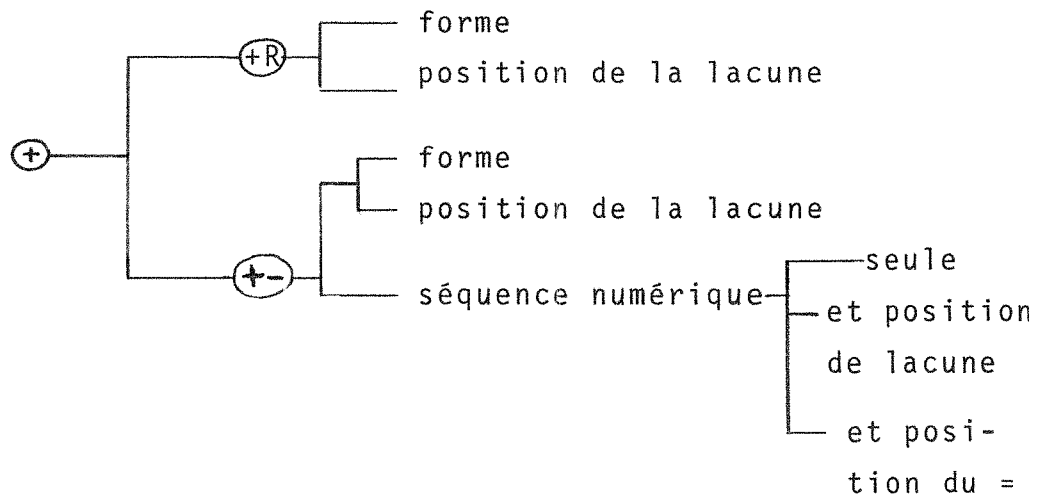 forme
+R
position de la lacune
+
forme
position de la lacune
+-
séquence numérique
seule
et position
de lacune
et posi-
tion du =